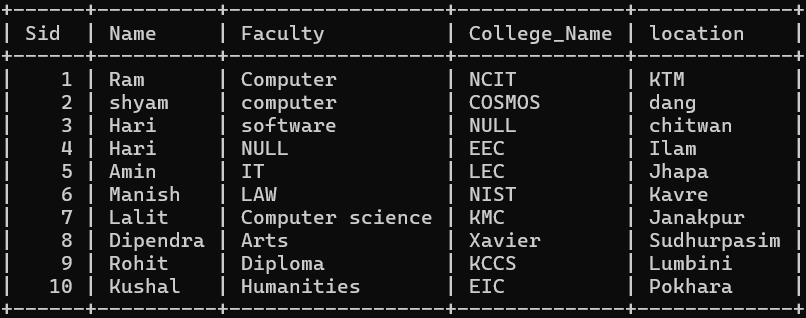 +------+----------+------------------+--------------+-------------+
| Sid  | Name     | Faculty          | College_Name | location    |
+------+----------+------------------+--------------+-------------+
|    1 | Ram      | Computer         | NCIT         | KTM         |
|    2 | shyam    | computer         | COSMOS       | dang        |
|    3 | Hari     | software         | NULL         | chitwan     |
|    4 | Hari     | NULL             | EEC          | Ilam        |
|    5 | Amin     | IT               | LEC          | Jhapa       |
|    6 | Manish   | LAW              | NIST         | Kavre       |
|    7 | Lalit    | Computer science | KMC          | Janakpur    |
|    8 | Dipendra | Arts             | Xavier       | Sudhurpasim |
|    9 | Rohit    | Diploma          | KCCS         | Lumbini     |
|   10 | Kushal   | Humanities       | EIC          | Pokhara     |
+------+----------+------------------+--------------+-------------+